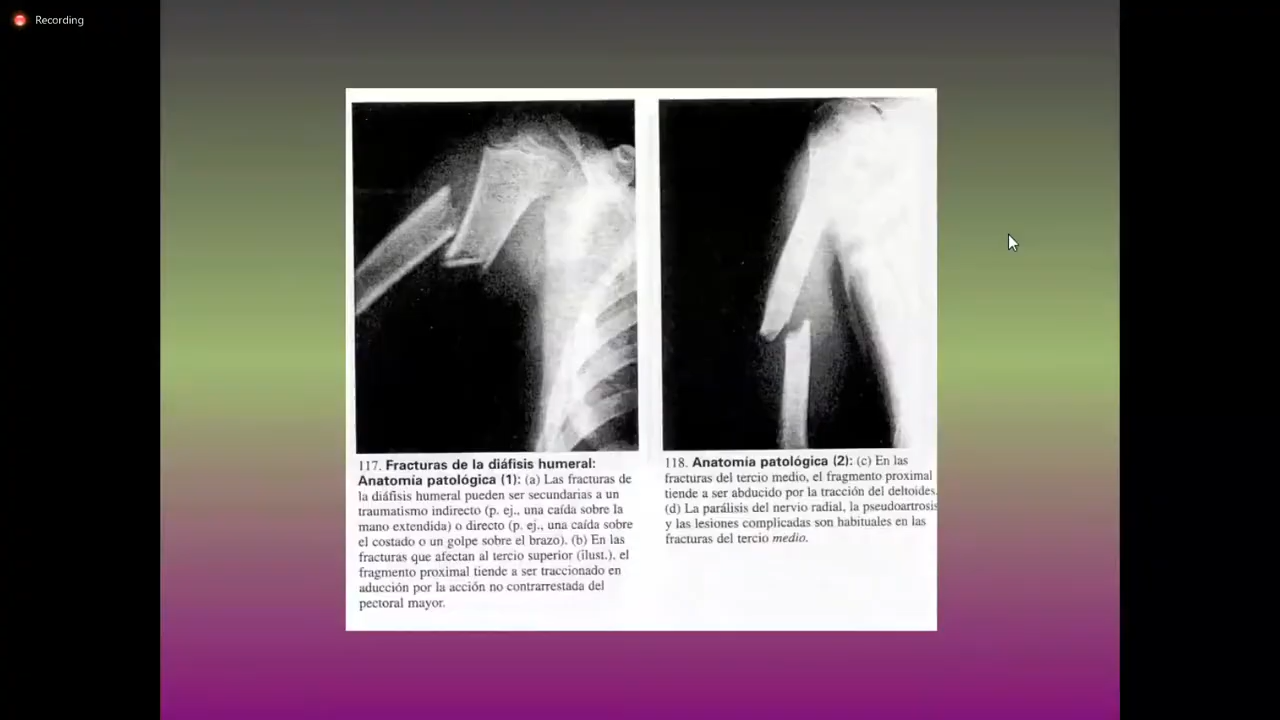 Recording
117. Fracturas de la diáfisis humeral:
Anatomía patológica (1): (a) Las fracturas de
la diáfisis humeral pueden ser secundarias a un
traumatismo indirecto (p. ej., una caída sobre la
mano extendida) o directo (p. ej., una caída sobre
el costado o un golpe sobre el brazo). (b) En las
fracturas que afectan al tercio superior (ilust.), el
fragmento proximal tiende a ser traccionado en
aducción por la acción no contrarrestada del
pectoral mayor.
118. Anatomía patológica (2): (c) En las
fracturas del tercio medio, el fragmento proximal
tiende a ser abducido por la tracción del deltoides.
(d) La parálisis del nervio radial, la pseudoartrosis
y las lesiones complicadas son habituales en las
fracturas del tercio medio.